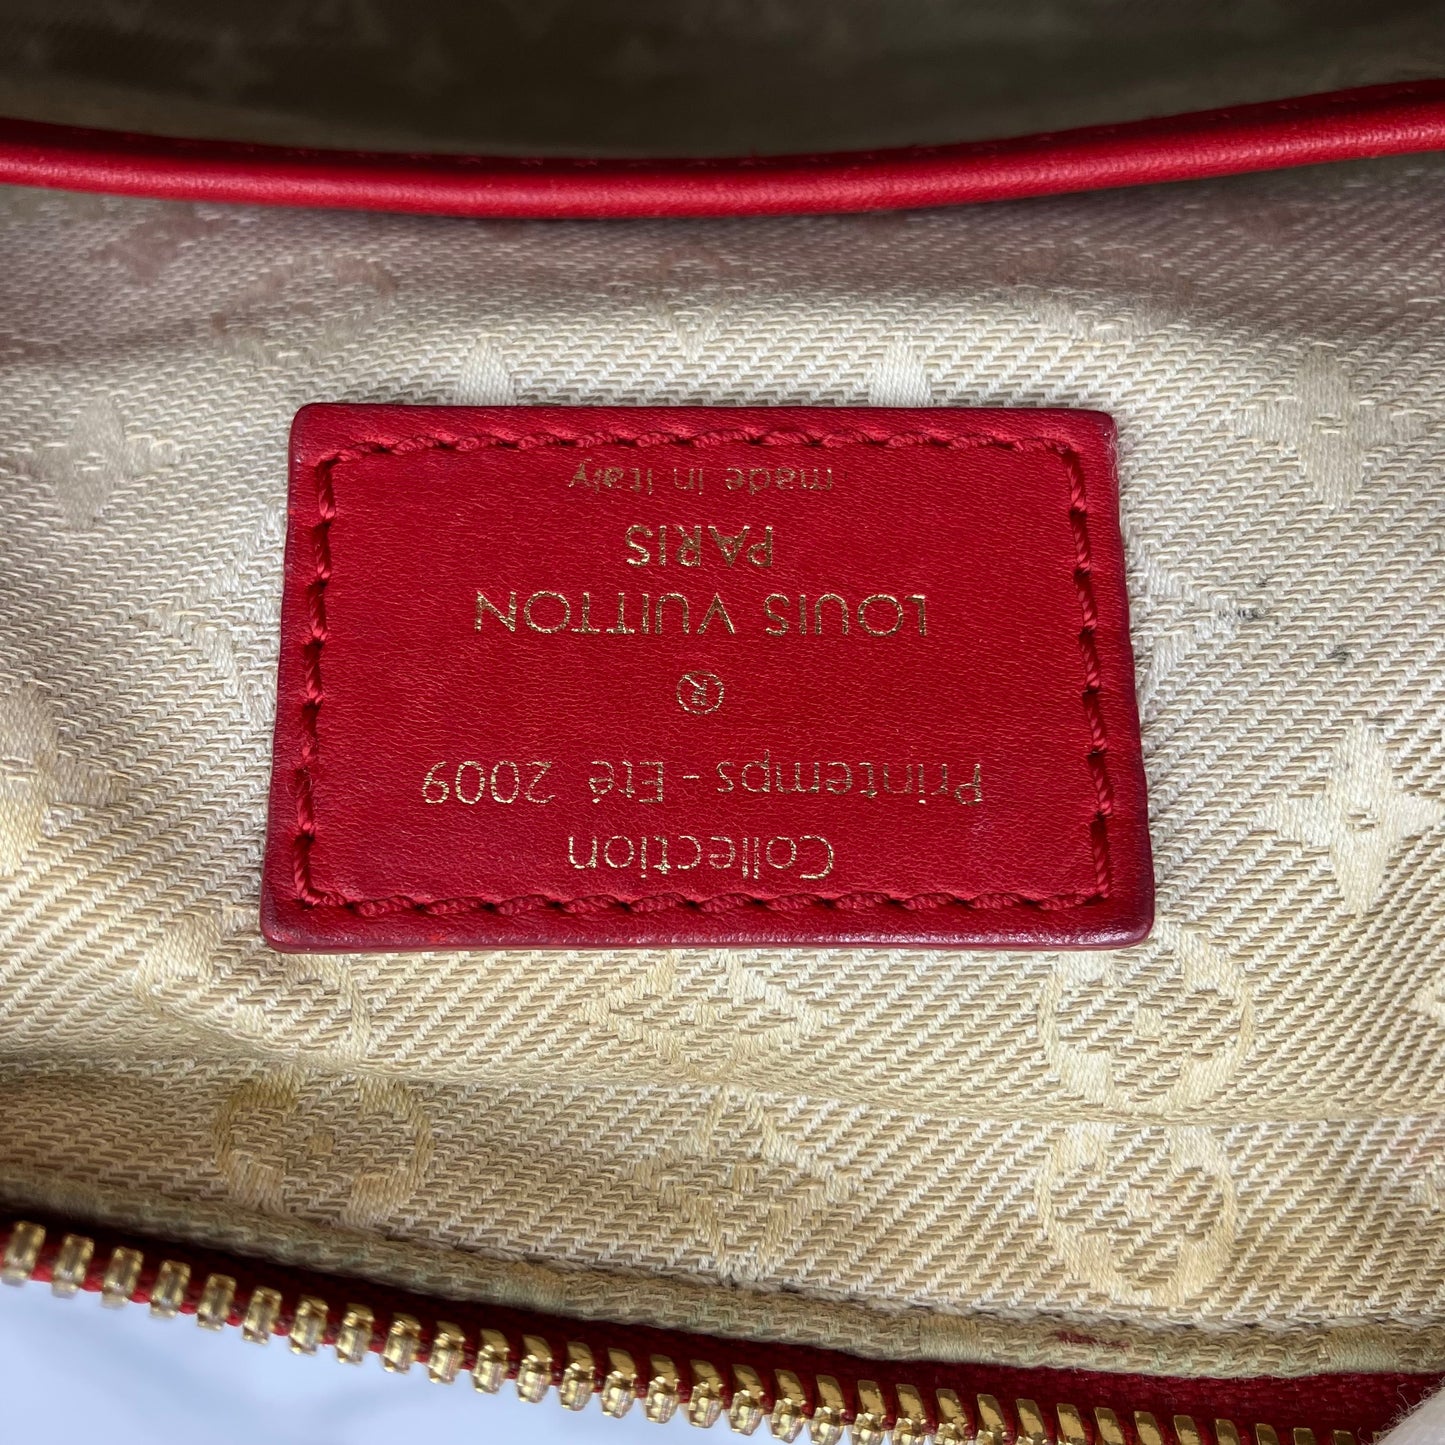 Collection
Printemps - Eté 2009
®
LOUIS VUITTON
PARIS
made in Italy